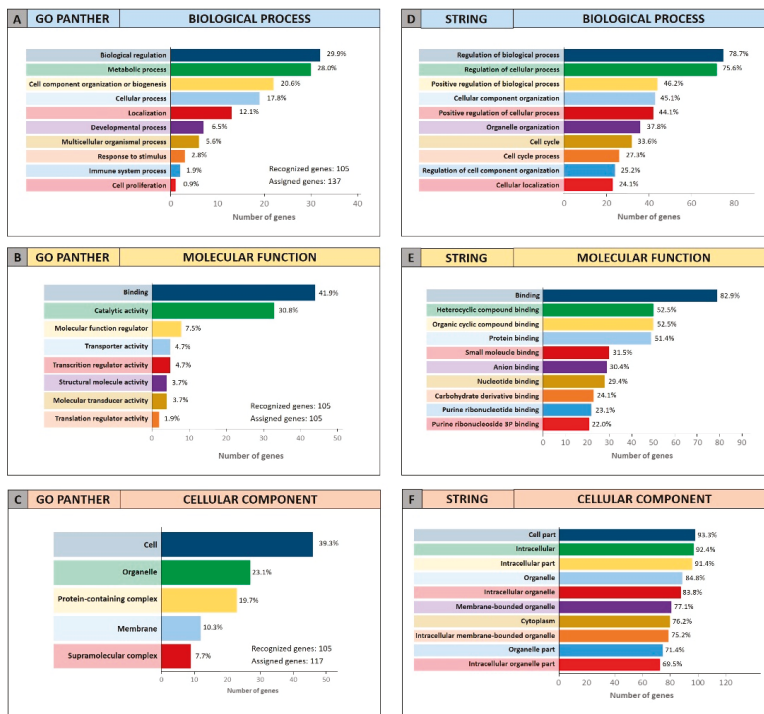 A GO PANTHER BIOLOGICAL PROCESS
Biological regulation 29.9%
Metabolic process 28.0%
Cell component organization or biogenesis 20.6%
Cellular process 17.8%
Localization 12.1%
Developmental process 6.5%
Multicellular organismal process 5.6%
Response to stimulus 2.8%
Immune system process 1.9%
Cell proliferation 0.9%
Recognized genes: 105
Assigned genes: 137
0 10 20 30 40
Number of genes
B GO PANTHER MOLECULAR FUNCTION
Binding 41.9%
Catalytic activity 30.8%
Molecular function regulator 7.5%
Transporter activity 4.7%
Transcrition regulator activity 4.7%
Structural molecule activity 3.7%
Molecular transducer activity 3.7%
Translation regulator activity 1.9%
Recognized genes: 105
Assigned genes: 105
0 10 20 30 40 50
Number of genes
C GO PANTHER CELLULAR COMPONENT
Cell 39.3%
Organelle 23.1%
Protein-containing complex 19.7%
Membrane 10.3%
Supramolecular complex 7.7%
Recognized genes: 105
Assigned genes: 117
0 10 20 30 40 50
Number of genes
D STRING BIOLOGICAL PROCESS
Regulation of biological process 78.7%
Regulation of cellular process 75.6%
Positive regulation of biological process 46.2%
Cellular component organization 45.1%
Positive regulation of cellular process 44.1%
Organelle organization 37.8%
Cell cycle 33.6%
Cell cycle process 27.3%
Regulation of cell component organization 25.2%
Cellular localization 24.1%
0 20 40 60 80
Number of genes
E STRING MOLECULAR FUNCTION
Binding 82.9%
Heterocyclic compound binding 52.5%
Organic cyclic compound binding 52.5%
Protein binding 51.4%
Small moleucle bindng 31.5%
Anion binding 30.4%
Nucleotide binding 29.4%
Carbohydrate derivative binding 24.1%
Purine ribonucleotide binding 23.1%
Purine ribonucleoside 3P binding 22.0%
0 10 20 30 40 50 60 70 80 90
Number of genes
F STRING CELLULAR COMPONENT
Cell part 93.3%
Intracellular 92.4%
Intracellular part 91.4%
Organelle 84.8%
Intracellular organelle 83.8%
Membrane-bounded organelle 77.1%
Cytoplasm 76.2%
Intracellular membrane-bounded organelle 75.2%
Organelle part 71.4%
Intracellular organelle part 69.5%
0 20 40 60 80 100 120
Number of genes